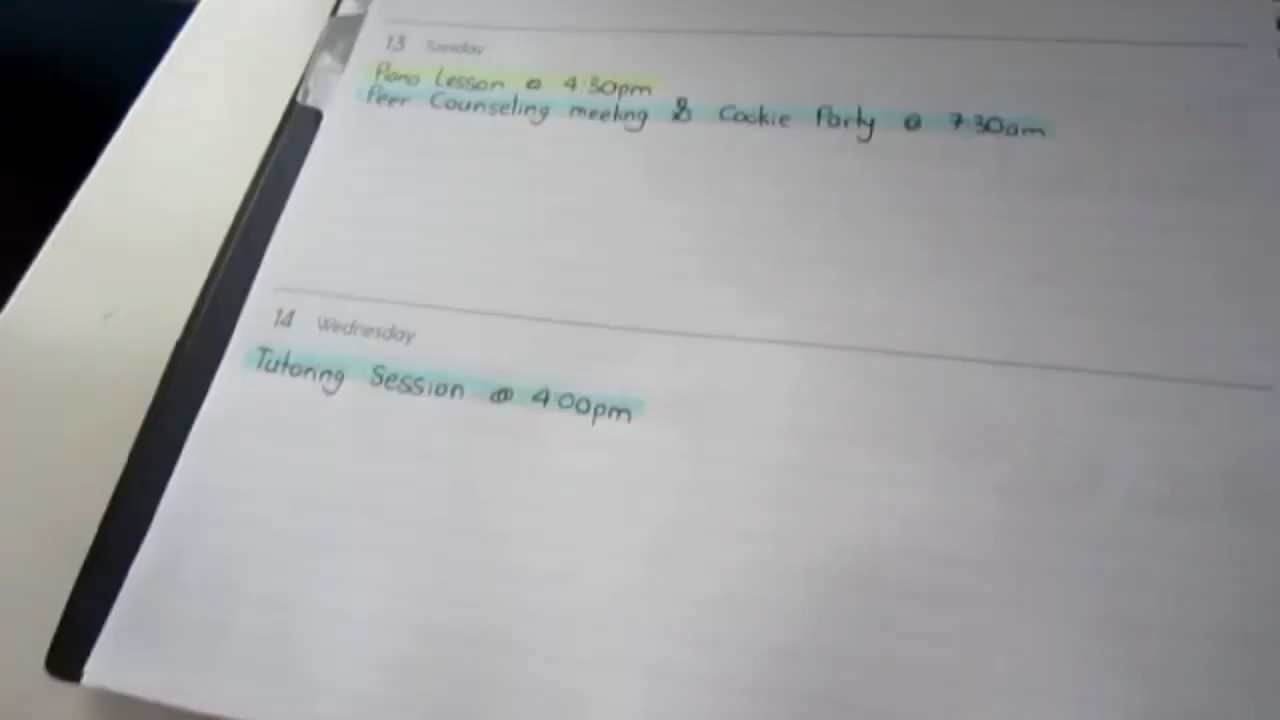 13 Tuesday
Piano Lesson @ 4:30pm
Peer Counseling meeting & Cookie Party @ 7:30am
14 Wednesday
Tutoring Session @ 4:00pm